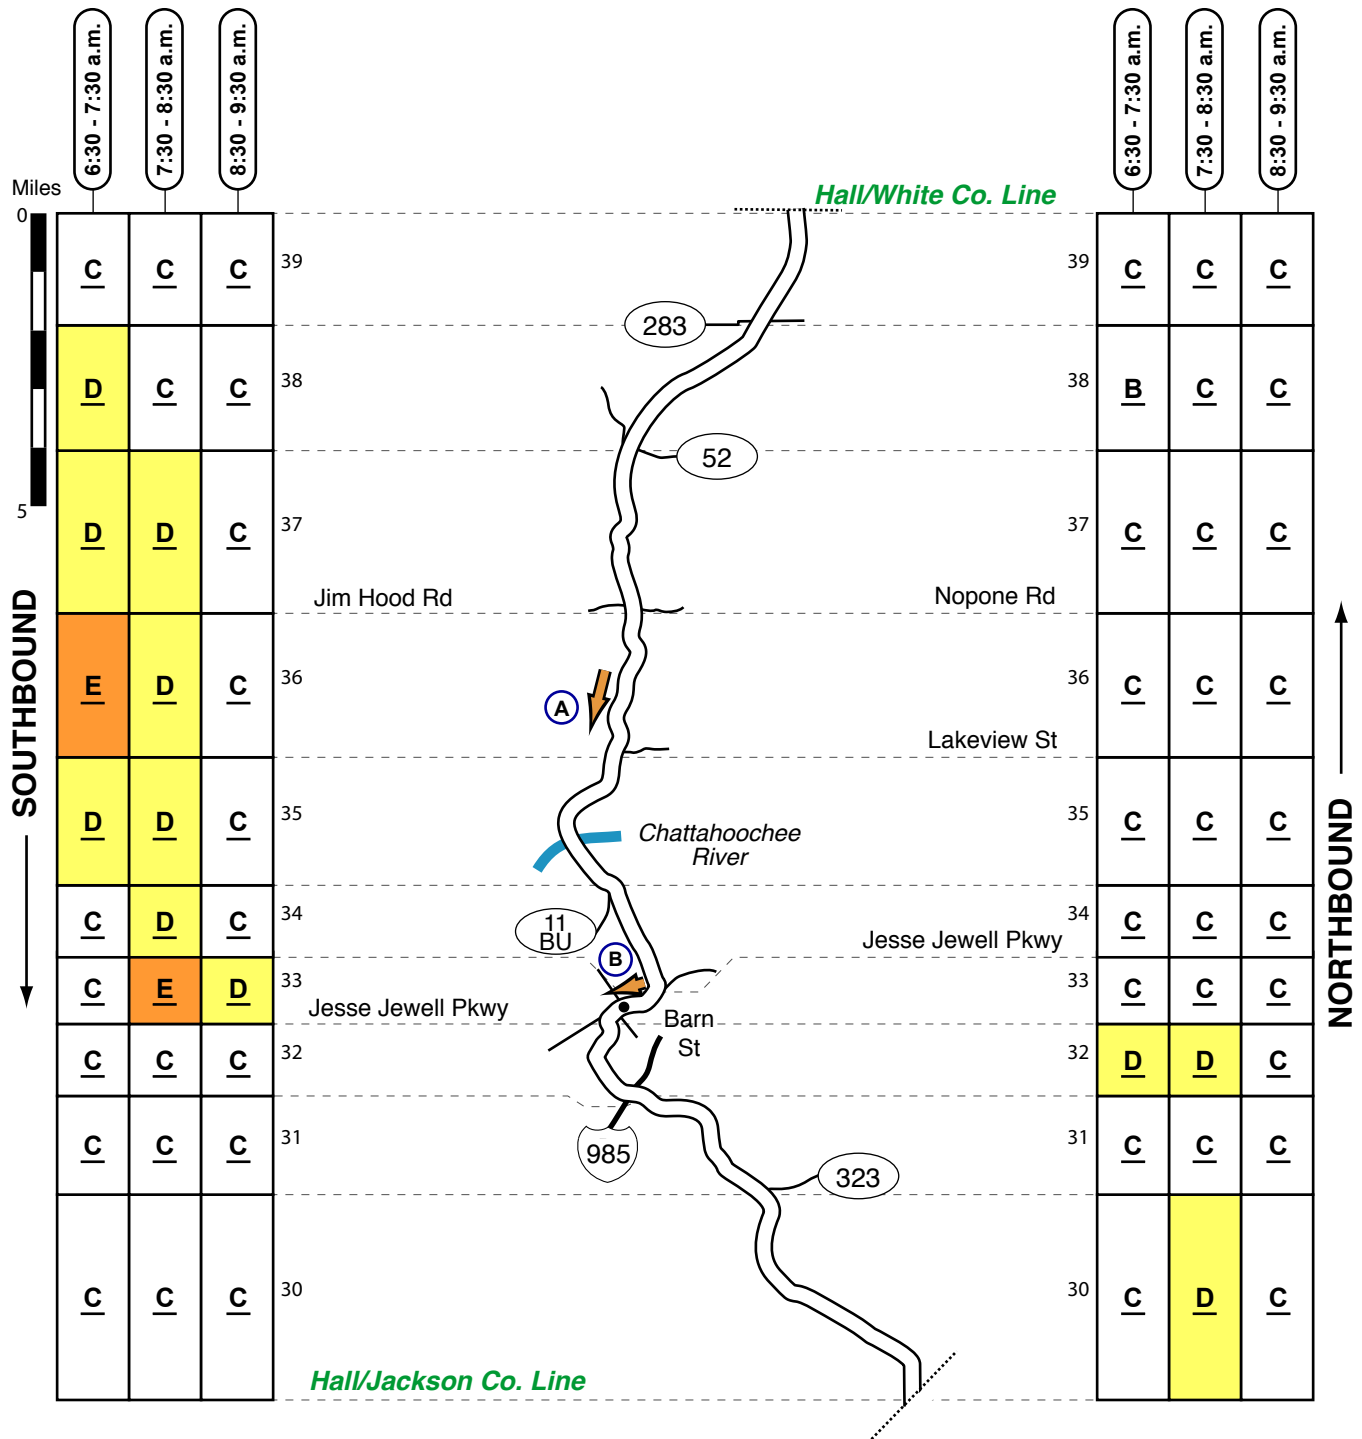 6:30 - 7:30 a.m.
7:30 - 8:30 a.m.
8:30 - 9:30 a.m.
6:30 - 7:30 a.m.
7:30 - 8:30 a.m.
8:30 - 9:30 a.m.
Miles
0
5
Hall/White Co. Line
C C C 39
39 C C C
283
D C C 38
38 B C C
52
D D C 37
37 C C C
Jim Hood Rd
Nopone Rd
SOUTHBOUND
NORTHBOUND
E D C 36
36 C C C
A
Lakeview St
D D C 35
35 C C C
Chattahoochee
River
C D C 34
34 C C C
11
BU
Jesse Jewell Pkwy
B
C E D 33
33 C C C
Jesse Jewell Pkwy
Barn
St
C C C 32
32 D D C
C C C 31
31 C C C
985
323
C C C 30
30 C D C
Hall/Jackson Co. Line